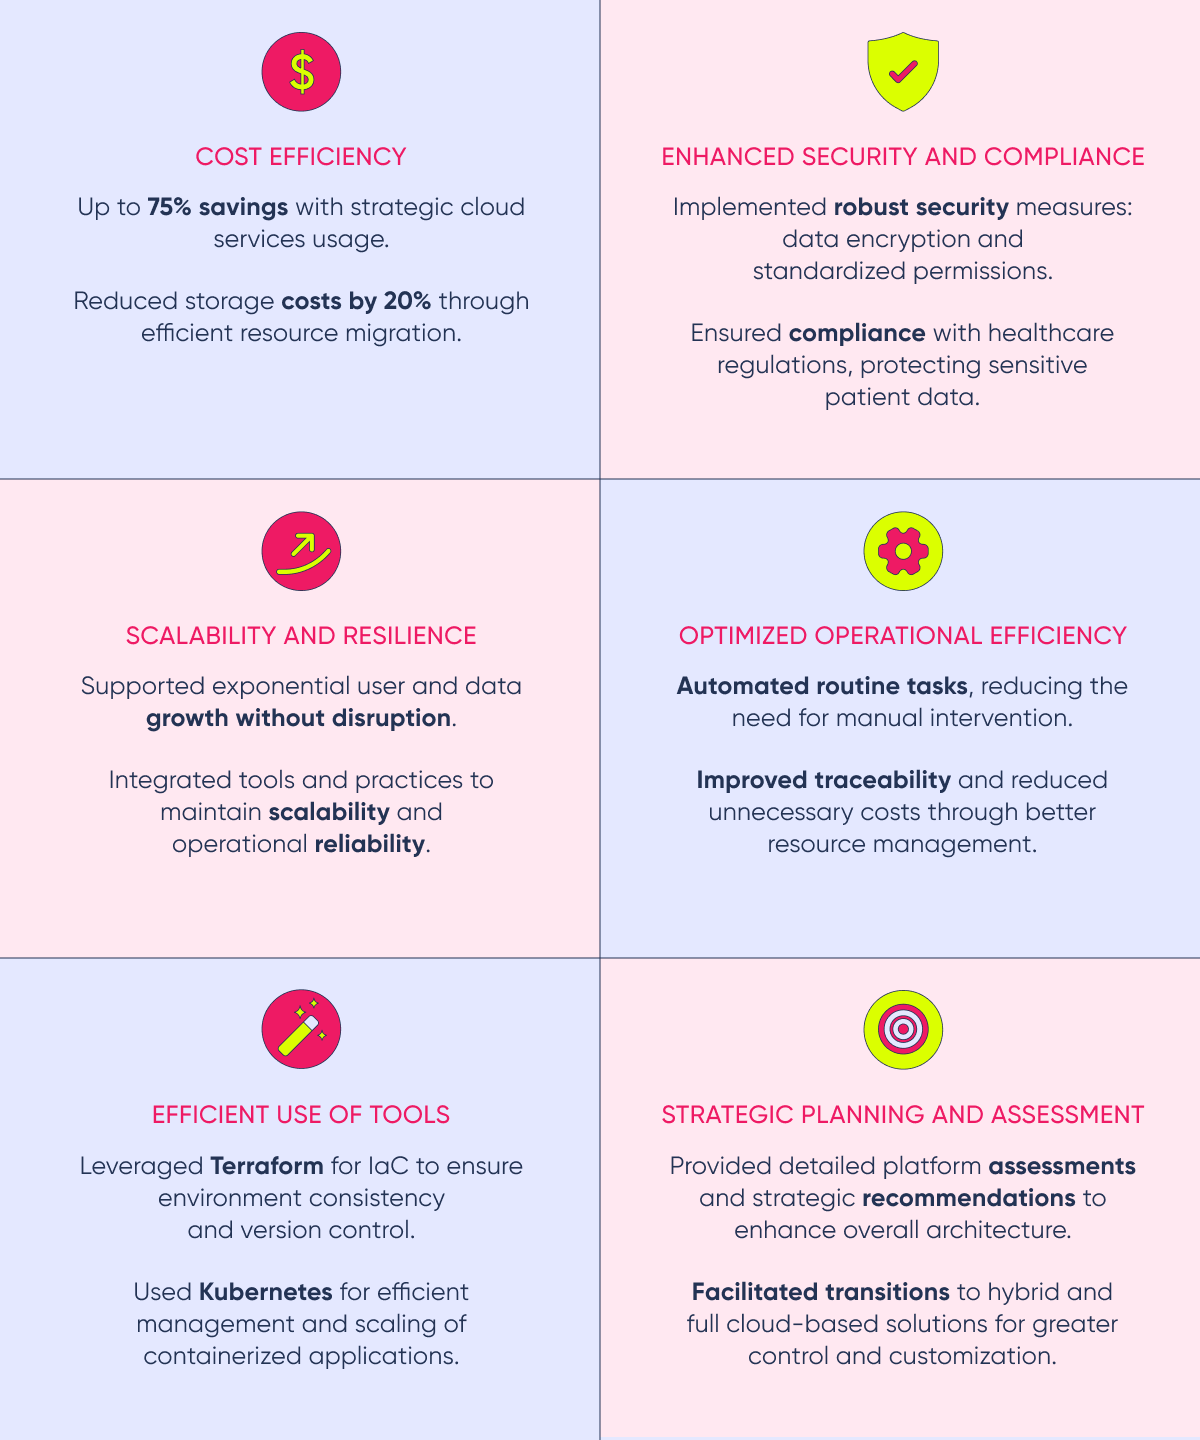 $
COST EFFICIENCY
Up to 75% savings with strategic cloud
services usage.
Reduced storage costs by 20% through
efficient resource migration.
ENHANCED SECURITY AND COMPLIANCE
Implemented robust security measures:
data encryption and
standardized permissions.
Ensured compliance with healthcare
regulations, protecting sensitive
patient data.
SCALABILITY AND RESILIENCE
Supported exponential user and data
growth without disruption.
Integrated tools and practices to
maintain scalability and
operational reliability.
OPTIMIZED OPERATIONAL EFFICIENCY
Automated routine tasks, reducing the
need for manual intervention.
Improved traceability and reduced
unnecessary costs through better
resource management.
EFFICIENT USE OF TOOLS
Leveraged Terraform for IaC to ensure
environment consistency
and version control.
Used Kubernetes for efficient
management and scaling of
containerized applications.
STRATEGIC PLANNING AND ASSESSMENT
Provided detailed platform assessments
and strategic recommendations to
enhance overall architecture.
Facilitated transitions to hybrid and
full cloud-based solutions for greater
control and customization.